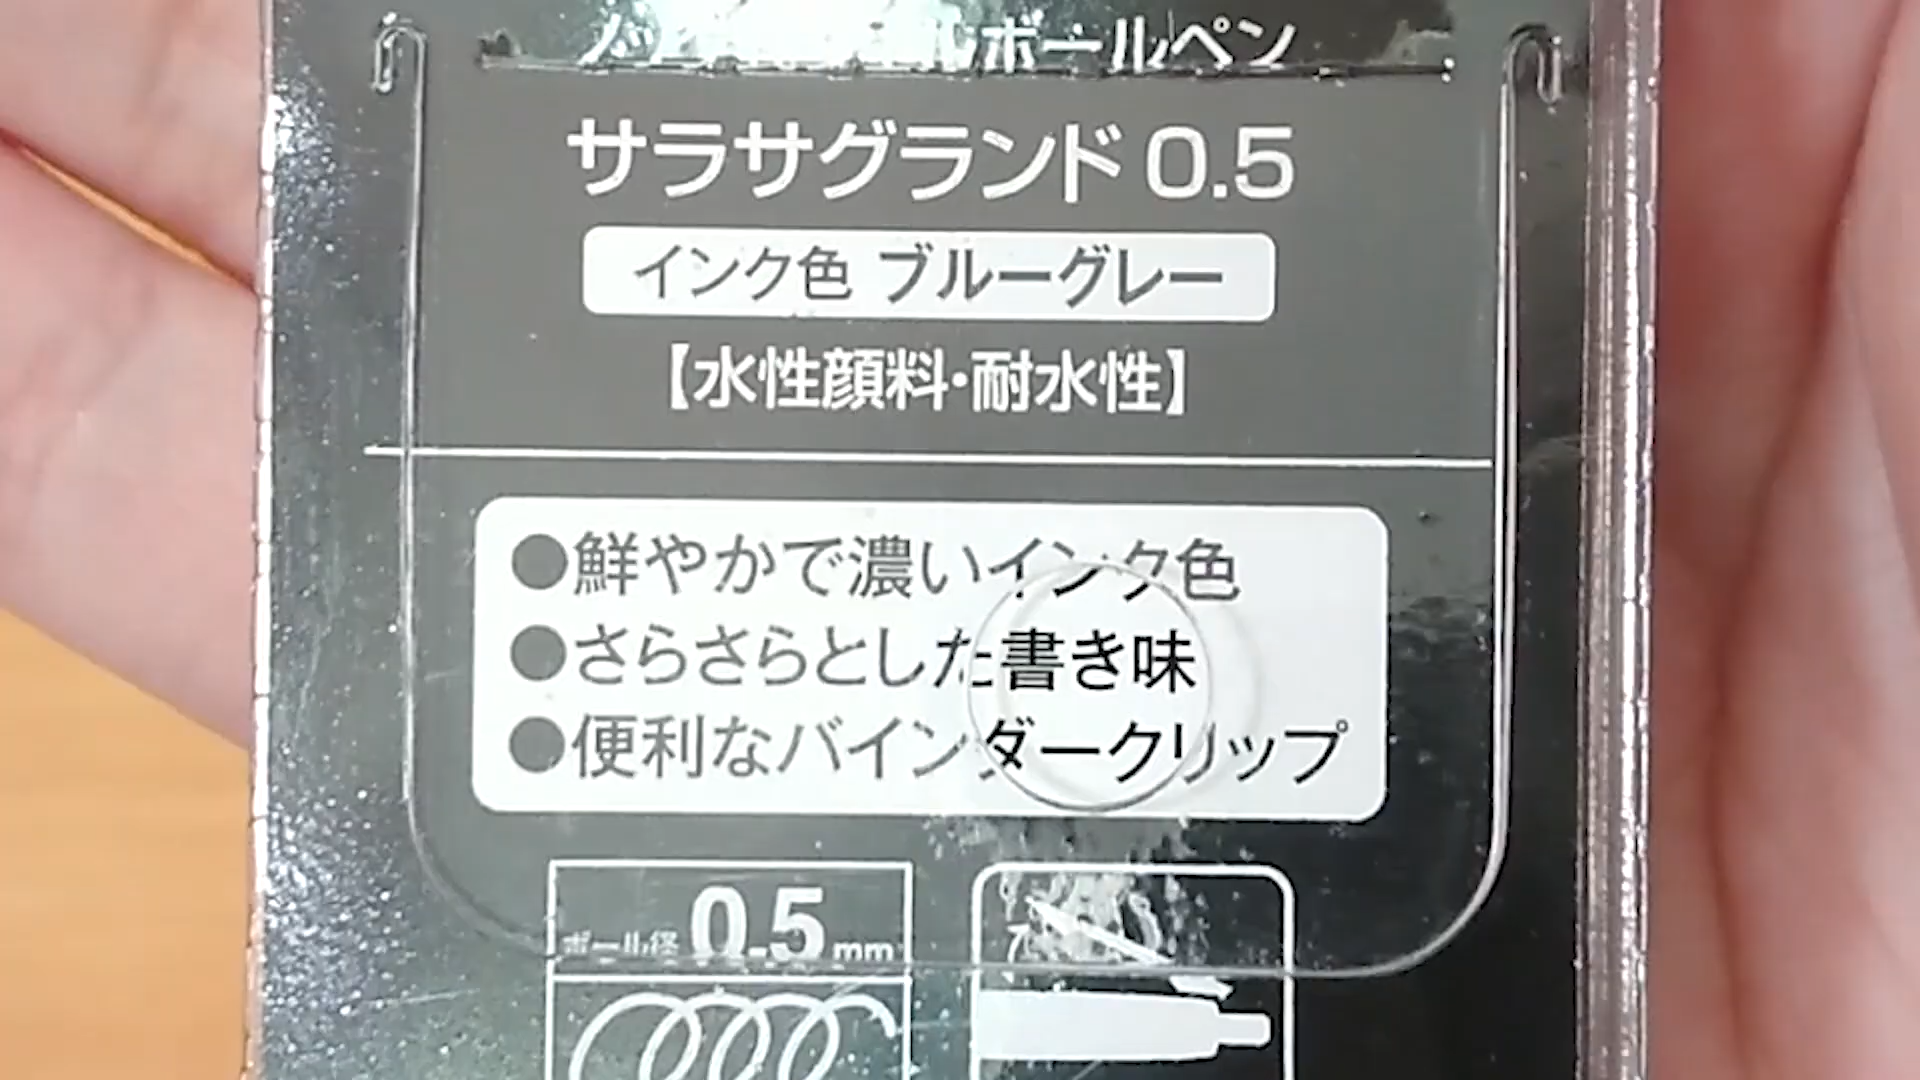 ルボールペン
サラサグランド 0.5
インク色 ブルーグレー
【水性顔料・耐水性】
●鮮やかで濃いインク色
●さらさらとした書き味
●便利なバインダークリップ
ボール径 0.5mm